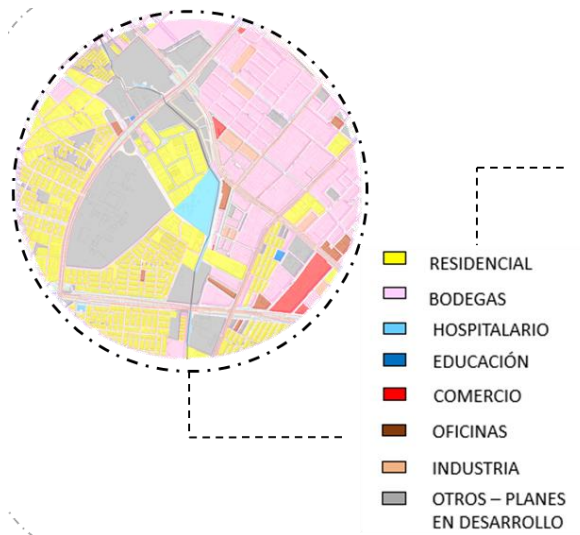 RESIDENCIAL
BODEGAS
HOSPITALARIO
EDUCACIÓN
COMERCIO
OFICINAS
INDUSTRIA
OTROS – PLANES
EN DESARROLLO